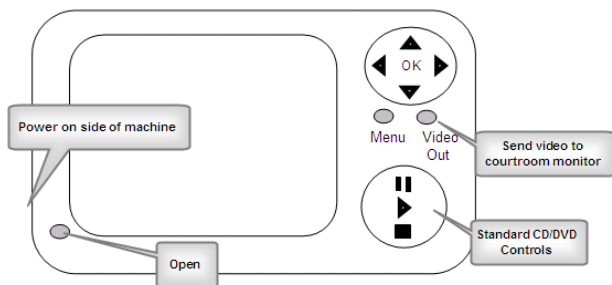 OK
Power on side of machine
Menu
Video
Out
Send video to
courtroom monitor
Standard CD/DVD
Controls
Open